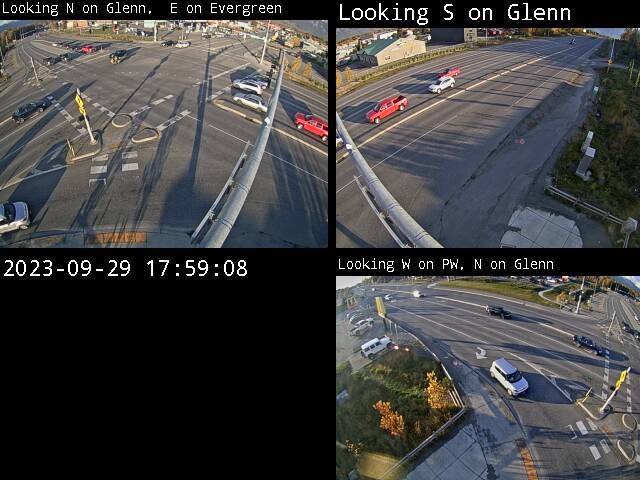 Looking N on Glenn, E on Evergreen
Looking S on Glenn
2023-09-29 17:59:08
Looking W on PW, N on Glenn